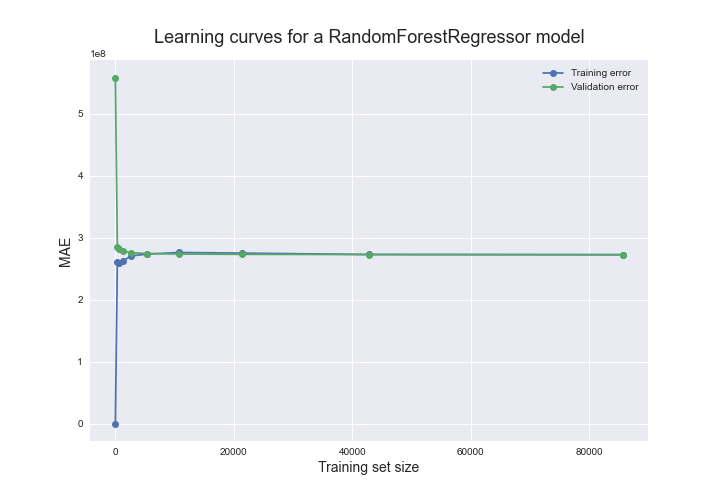 Learning curves for a RandomForestRegressor model
1e8
Training error
Validation error
5
4
3
2
1
0
MAE
0 20000 40000 60000 80000
Training set size